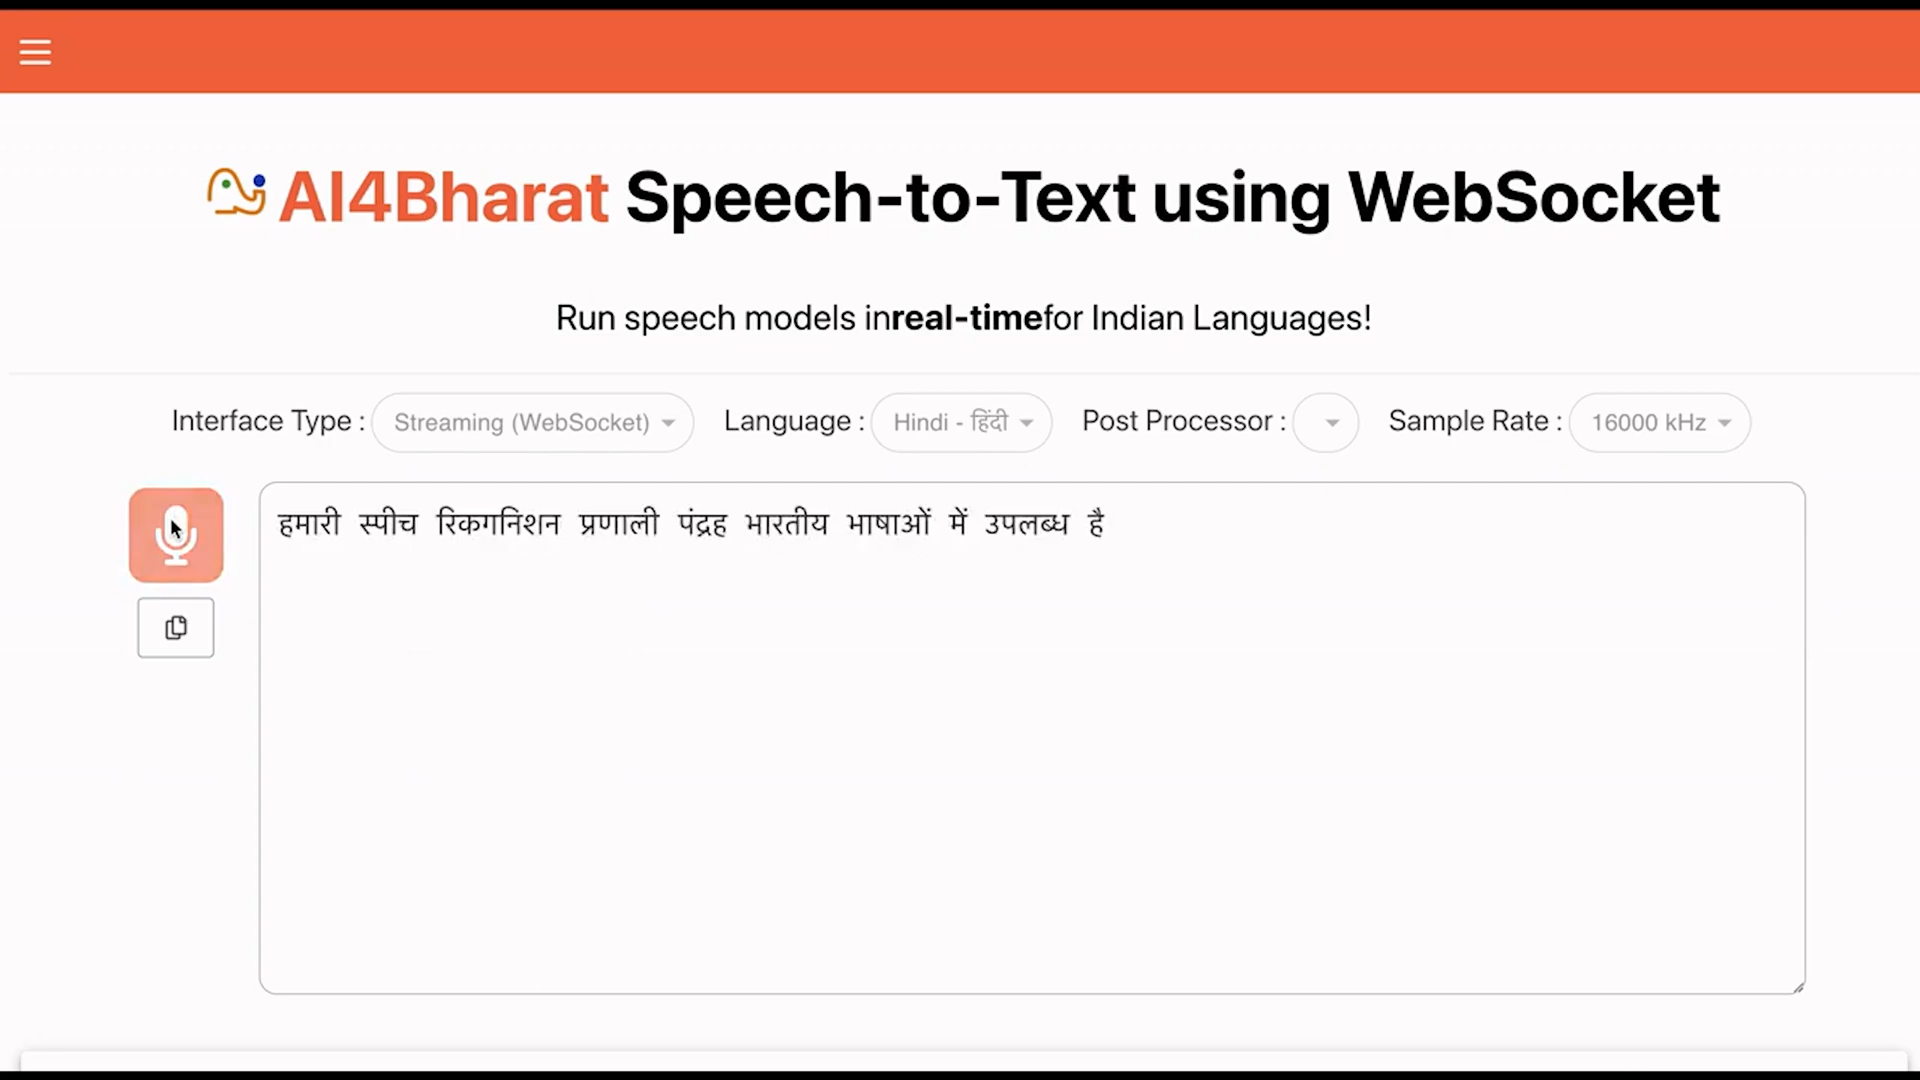 AI4Bharat Speech-to-Text using WebSocket
Run speech models inreal-timefor Indian Languages!
Interface Type : Streaming (WebSocket) Language : Hindi - हिंदी Post Processor : Sample Rate : 16000 kHz
हमारी स्पीच रिकगनिशन प्रणाली पंद्रह भारतीय भाषाओं में उपलब्ध है